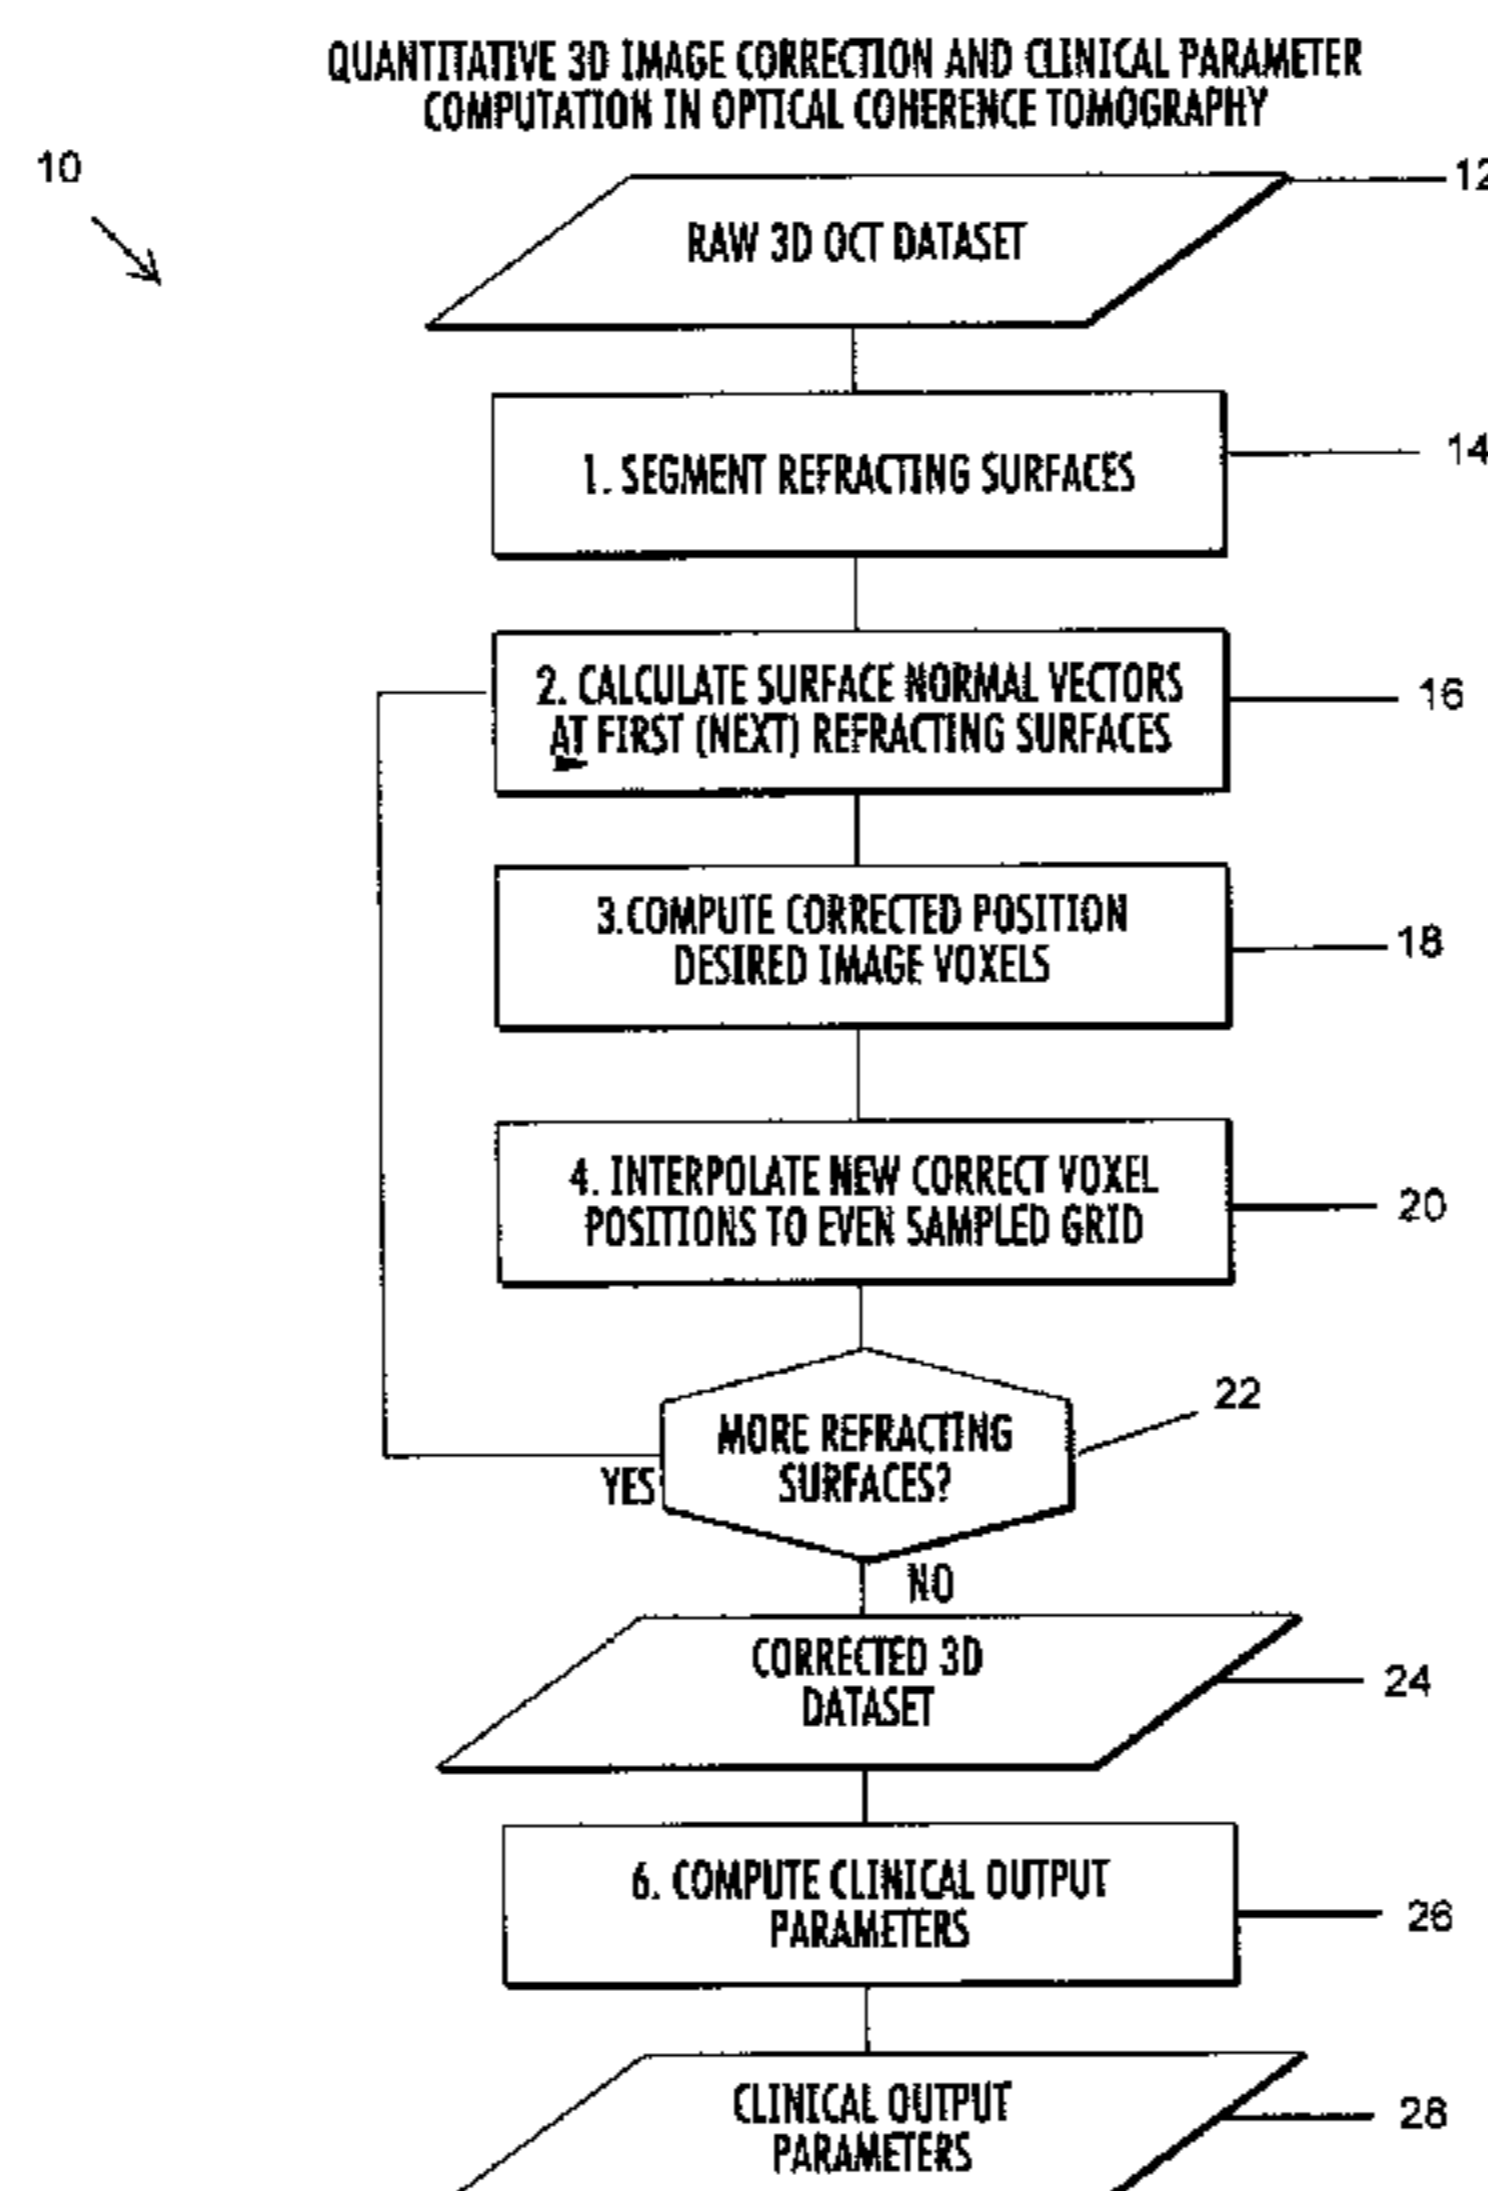 QUANTITATIVE 3D IMAGE CORRECTION AND CLINICAL PARAMETER
COMPUTATION IN OPTICAL COHERENCE TOMOGRAPHY
10
12
RAW 3D OCT DATASET
14
1. SEGMENT REFRACTING SURFACES
2. CALCULATE SURFACE NORMAL VECTORS
AT FIRST (NEXT) REFRACTING SURFACES
16
3.COMPUTE CORRECTED POSITION
DESIRED IMAGE VOXELS
18
4. INTERPOLATE NEW CORRECT VOXEL
POSITIONS TO EVEN SAMPLED GRID
20
22
MORE REFRACTING
SURFACES?
YES
NO
CORRECTED 3D
DATASET
24
6. COMPUTE CLINICAL OUTPUT
PARAMETERS
26
CLINICAL OUTPUT
PARAMETERS
28